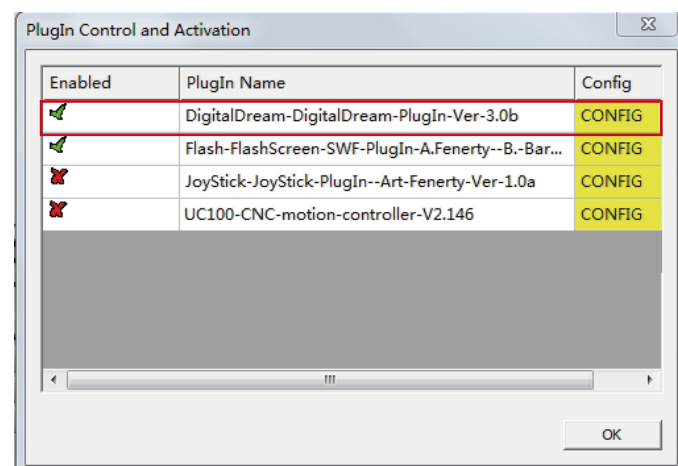 PlugIn Control and Activation
Enabled PlugIn Name Config
DigitalDream-DigitalDream-PlugIn-Ver-3.0b CONFIG
Flash-FlashScreen-SWF-PlugIn-A.Fenerty--B.-Bar... CONFIG
JoyStick-JoyStick-PlugIn--Art-Fenerty-Ver-1.0a CONFIG
UC100-CNC-motion-controller-V2.146 CONFIG
OK